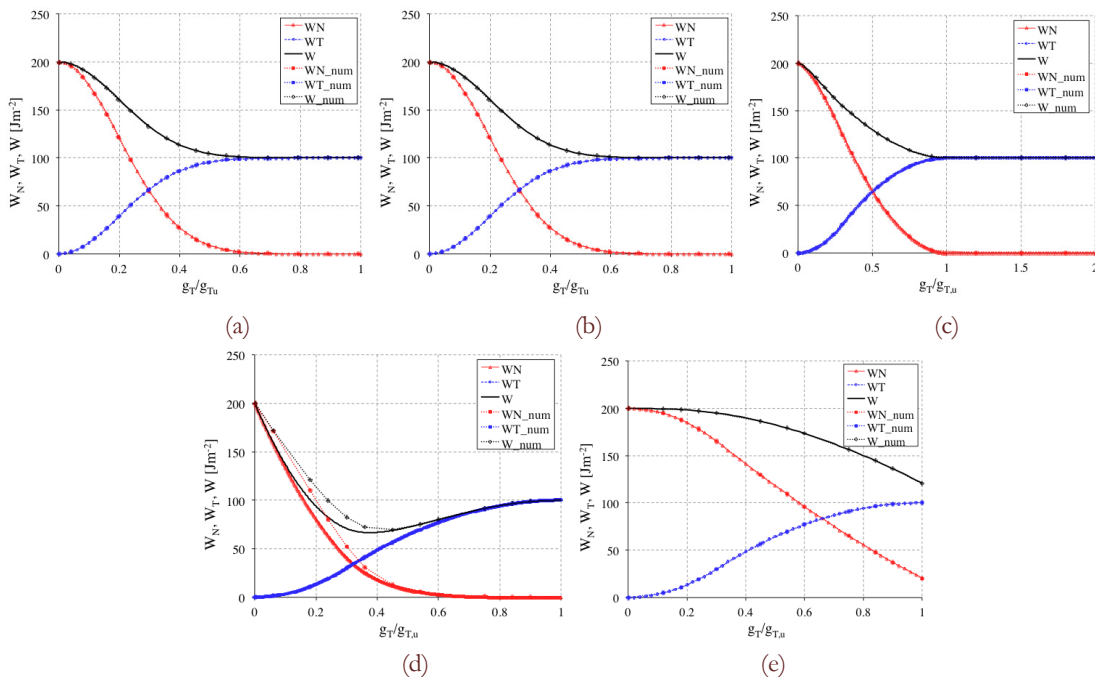 250
200
150
100
50
0
W_N, W_T, W [Jm⁻²]
WN
WT
W
WN_num
WT_num
W_num
0 0.2 0.4 0.6 0.8 1
g_T/g_Tu
(a)
250
200
150
100
50
0
W_N, W_T, W [Jm⁻²]
WN
WT
W
WN_num
WT_num
W_num
0 0.2 0.4 0.6 0.8 1
g_T/g_Tu
(b)
250
200
150
100
50
0
W_N, W_T, W [Jm⁻²]
WN
WT
W
WN_num
WT_num
W_num
0 0.5 1 1.5 2
g_T/g_T,u
(c)
250
200
150
100
50
0
W_N, W_T, W [Jm⁻²]
WN
WT
W
WN_num
WT_num
W_num
0 0.2 0.4 0.6 0.8 1
g_T/g_T,u
(d)
250
200
150
100
50
0
W_N, W_T, W [Jm⁻²]
WN
WT
W
WN_num
WT_num
W_num
0 0.2 0.4 0.6 0.8 1
g_T/g_T,u
(e)